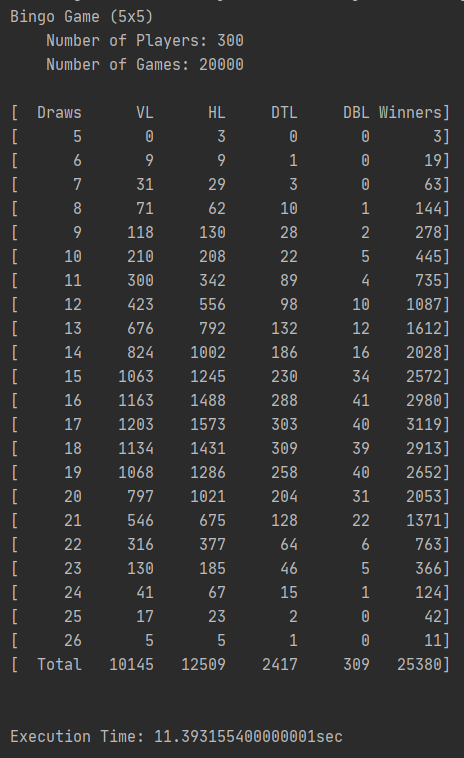 Bingo Game (5x5)
    Number of Players: 300
    Number of Games: 20000

[  Draws      VL      HL     DTL     DBL Winners]
[      5       0       3       0       0       3]
[      6       9       9       1       0      19]
[      7      31      29       3       0      63]
[      8      71      62      10       1     144]
[      9     118     130      28       2     278]
[     10     210     208      22       5     445]
[     11     300     342      89       4     735]
[     12     423     556      98      10    1087]
[     13     676     792     132      12    1612]
[     14     824    1002     186      16    2028]
[     15    1063    1245     230      34    2572]
[     16    1163    1488     288      41    2980]
[     17    1203    1573     303      40    3119]
[     18    1134    1431     309      39    2913]
[     19    1068    1286     258      40    2652]
[     20     797    1021     204      31    2053]
[     21     546     675     128      22    1371]
[     22     316     377      64       6     763]
[     23     130     185      46       5     366]
[     24      41      67      15       1     124]
[     25      17      23       2       0      42]
[     26       5       5       1       0      11]
[  Total   10145   12509    2417     309   25380]

Execution Time: 11.393155400000001sec